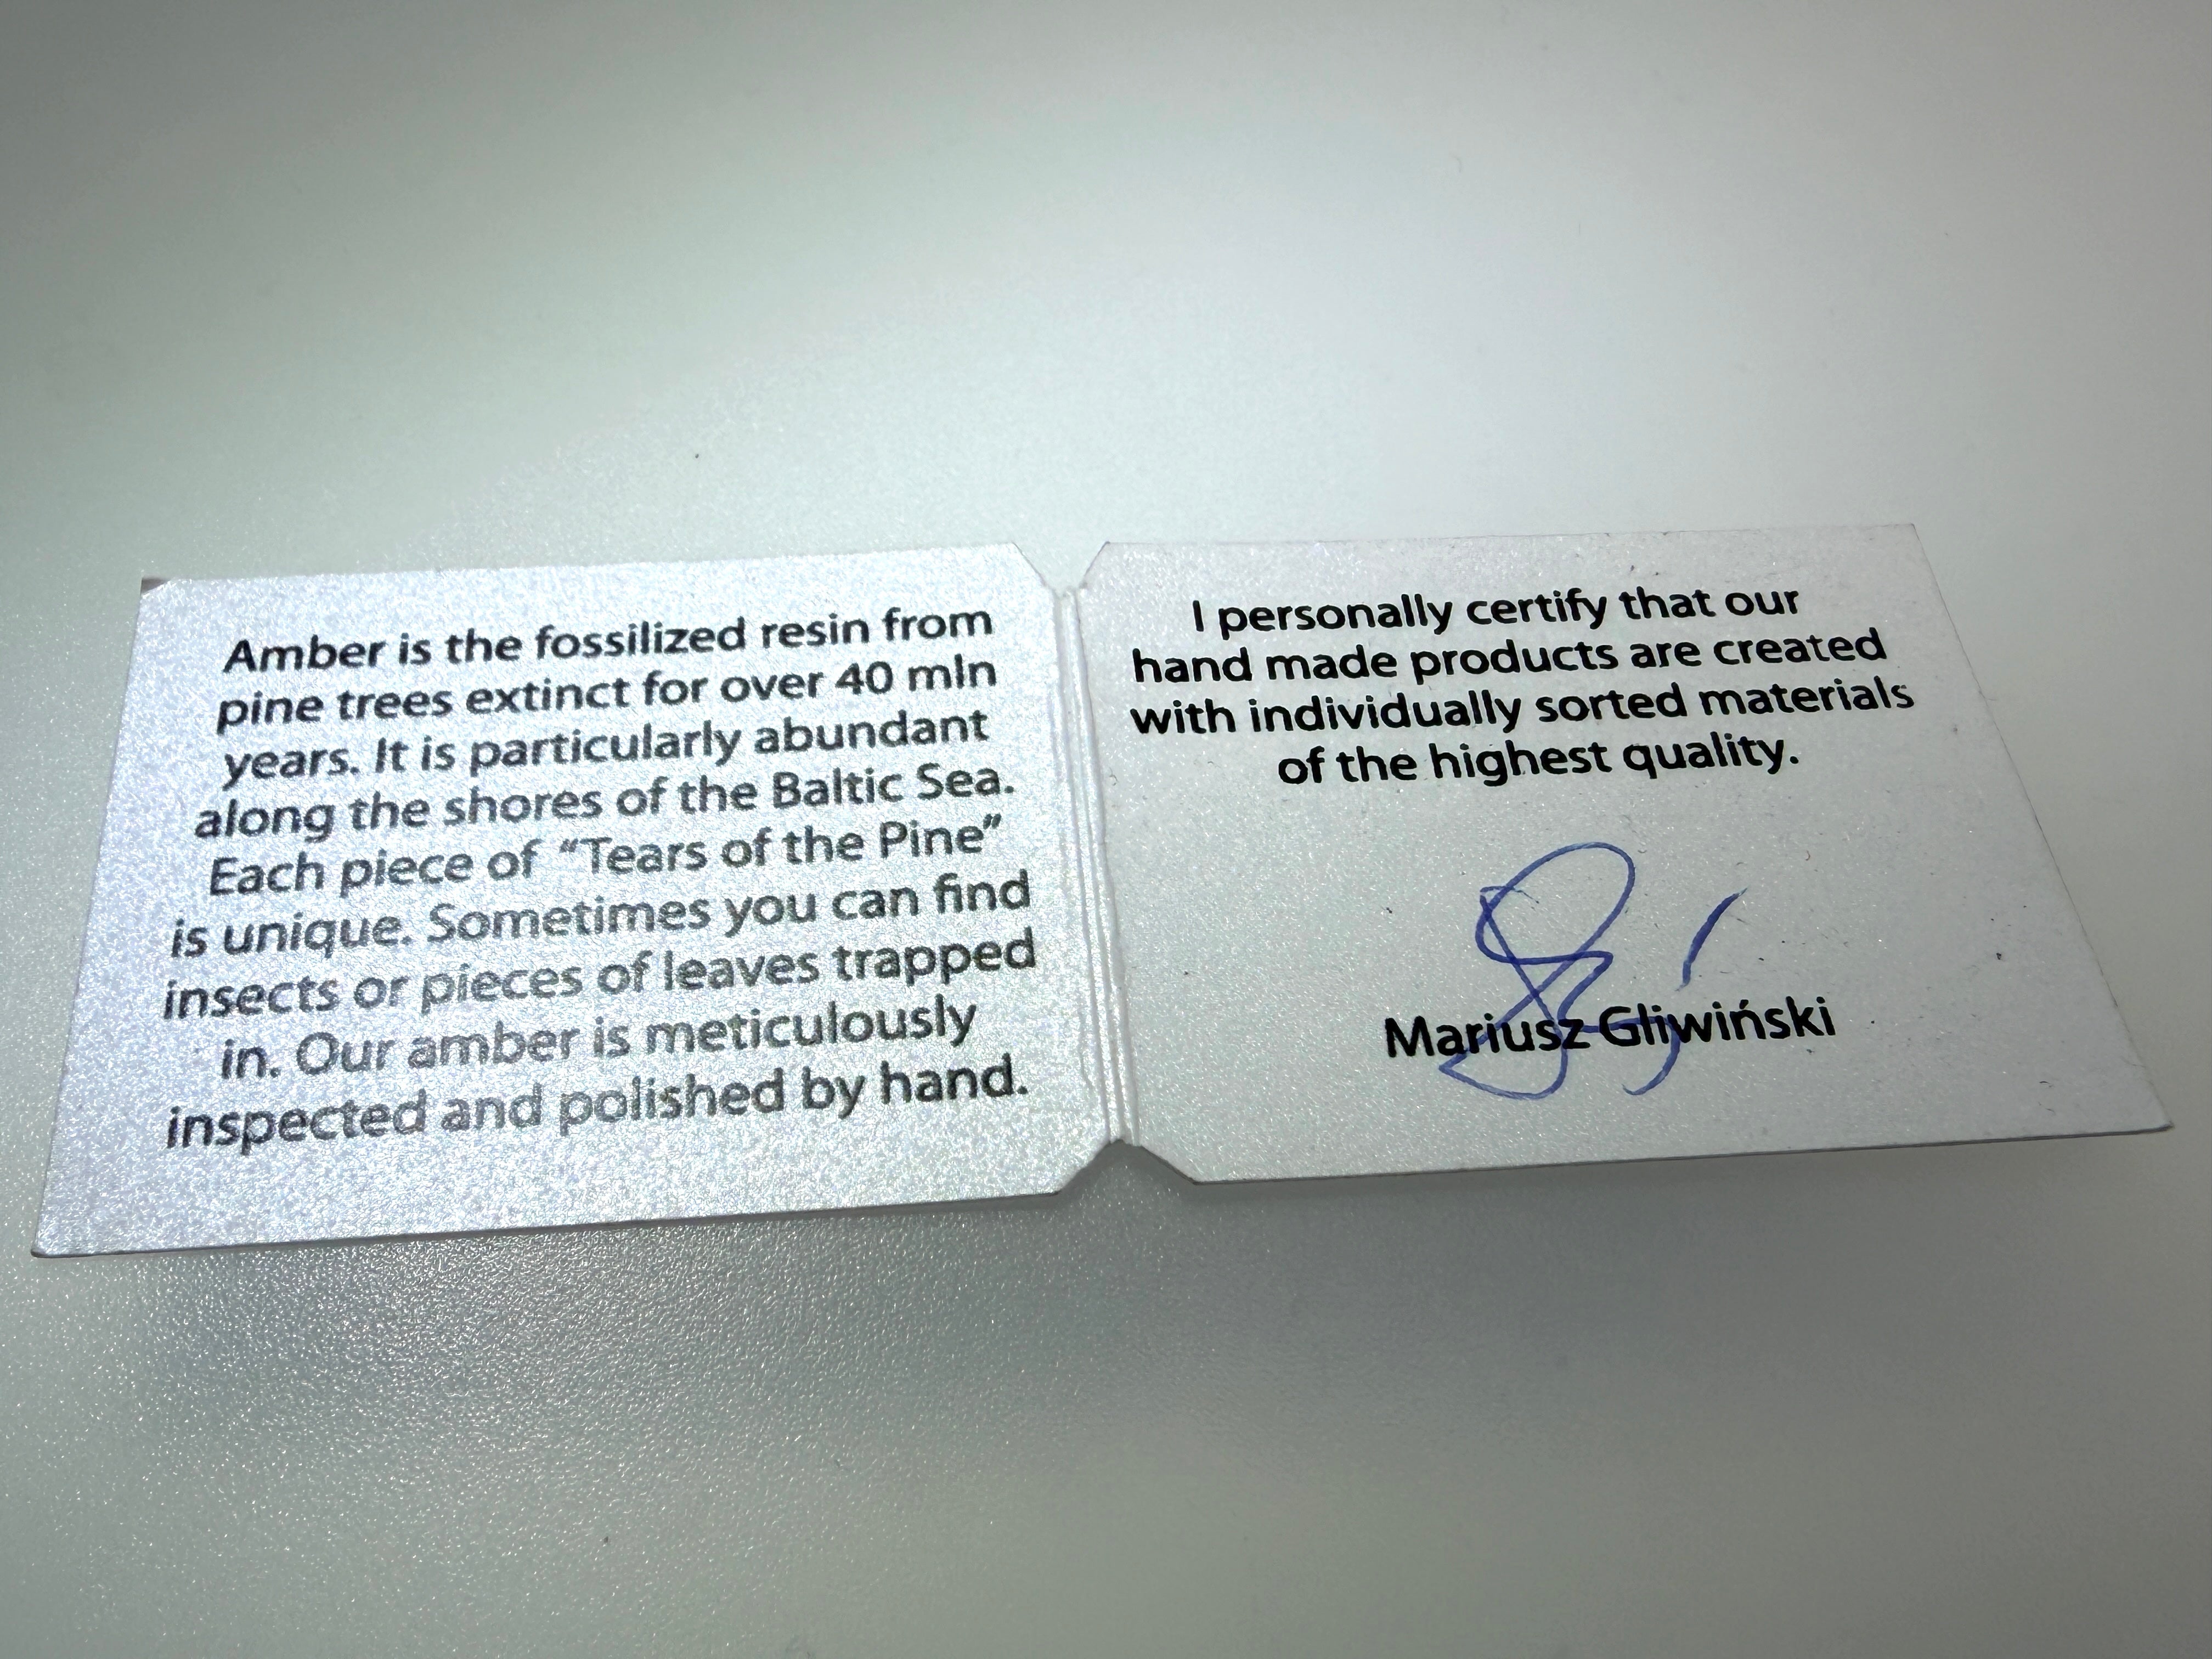 Amber is the fossilized resin from
pine trees extinct for over 40 mln
years. It is particularly abundant
along the shores of the Baltic Sea.
Each piece of “Tears of the Pine”
is unique. Sometimes you can find
insects or pieces of leaves trapped
in. Our amber is meticulously
inspected and polished by hand.
I personally certify that our
hand made products are created
with individually sorted materials
of the highest quality.
Mariusz Gliwiński